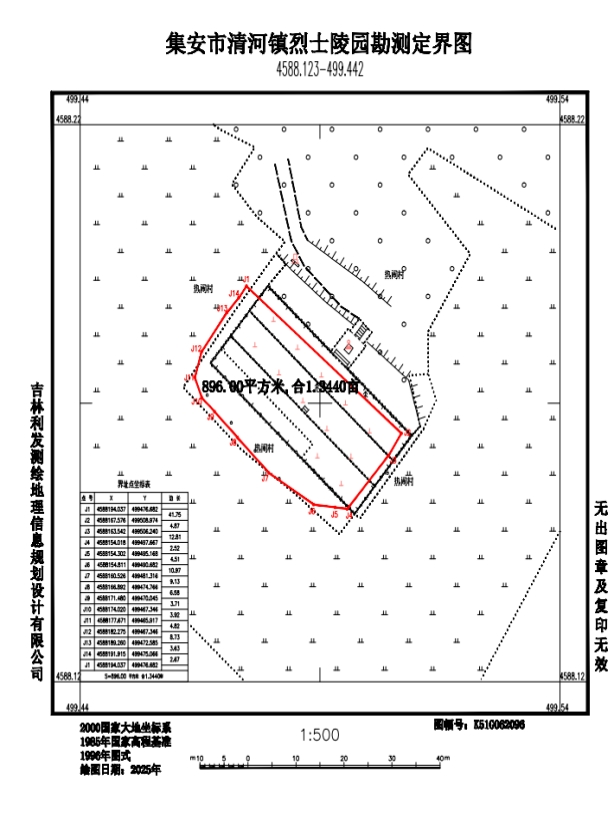 集安市清河镇烈士陵园勘测定界图
4588.123-499.442
499.44
499.54
4588.22
4588.22
热闹村
热闹村
J1
J14
J13
J12
896.00平方米,合1.3440亩
J9
J8
热闹村
J7
热闹村
J6
J5
J4
吉林利发测绘地理信息规划设计有限公司
无出图章及复印无效
界址点坐标表
点号 X Y 边长
J1 4588194.037 499476.682
41.75
J2 4588167.576 499508.974
4.87
J3 4588163.542 499506.240
12.81
J4 4588154.018 499497.667
2.52
J5 4588154.302 499495.168
4.51
J6 4588154.811 499490.682
10.97
J7 4588160.526 499481.316
9.13
J8 4588166.892 499474.766
6.58
J9 4588171.480 499470.045
3.71
J10 4588174.020 499467.346
3.92
J11 4588177.671 499465.917
4.82
J12 4588182.275 499467.346
8.73
J13 4588189.260 499472.585
3.63
J14 4588191.915 499475.066
2.67
J1 4588194.037 499476.682
S=896.00 平方米 合1.3440亩
4588.12
4588.12
499.44
499.54
2000国家大地坐标系
1985年国家高程基准
1996年图式
绘图日期：2025年
1:500
图幅号：K51G062096
m10 5 0 10 20 30 40m